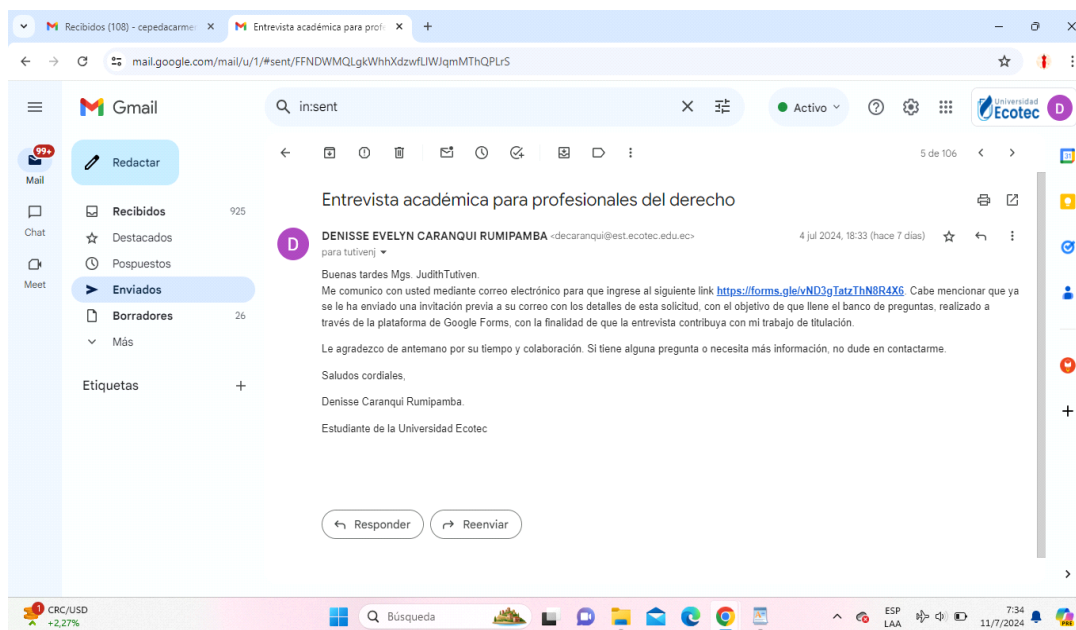 Recibidos (108) - cepedacarme
Entrevista académica para profe
mail.google.com/mail/u/1/#sent/FFNDWMQLgkWhhXdzwfLlWJqmMThQPLrS
Gmail
in:sent
Activo
Universidad
Ecotec
D
99+
Mail
Chat
Meet
Redactar
Recibidos 925
Destacados
Pospuestos
Enviados
Borradores 26
Más
Etiquetas
5 de 106
31
Entrevista académica para profesionales del derecho
D
DENISSE EVELYN CARANQUI RUMIPAMBA <decaranqui@est.ecotec.edu.ec>
4 jul 2024, 18:33 (hace 7 días)
para tutivenj
Buenas tardes Mgs. JudithTutiven.
Me comunico con usted mediante correo electrónico para que ingrese al siguiente link https://forms.gle/vND3gTatzThN8R4X6. Cabe mencionar que ya
se le ha enviado una invitación previa a su correo con los detalles de esta solicitud, con el objetivo de que llene el banco de preguntas, realizado a
través de la plataforma de Google Forms, con la finalidad de que la entrevista contribuya con mi trabajo de titulación.
Le agradezco de antemano por su tiempo y colaboración. Si tiene alguna pregunta o necesita más información, no dude en contactarme.
Saludos cordiales,
Denisse Caranqui Rumipamba.
Estudiante de la Universidad Ecotec
Responder
Reenviar
1
CRC/USD
+2,27%
Búsqueda
ESP
LAA
7:34
11/7/2024
PRE